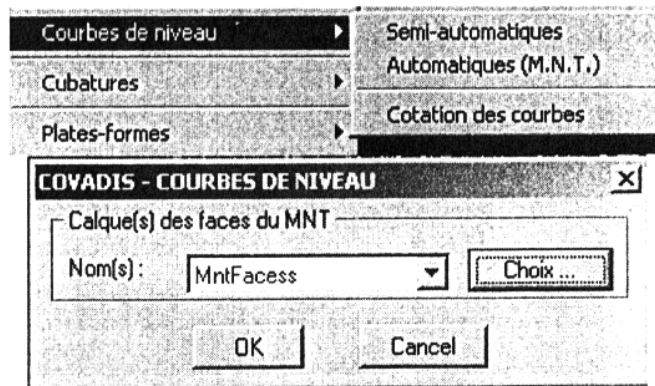 Courbes de niveau
Semi-automatiques
Automatiques (M.N.T.)
Cubatures
Cotation des courbes
Plates-formes
COVADIS - COURBES DE NIVEAU
Calque(s) des faces du MNT
Nom(s) :
MntFacess
Choix ...
OK
Cancel